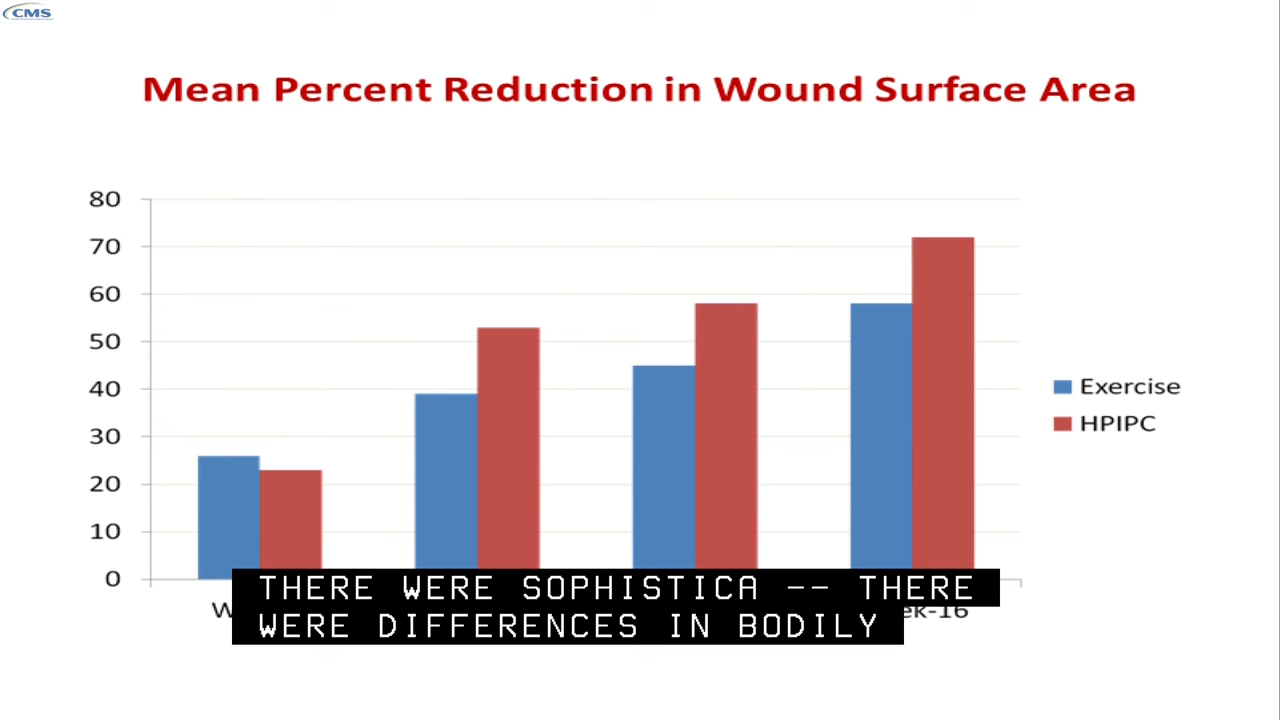 CMS
Mean Percent Reduction in Wound Surface Area
80
70
60
50
40
30
20
10
0
Exercise
HPIPC
THERE WERE SOPHISTICA -- THERE
WERE DIFFERENCES IN BODILY